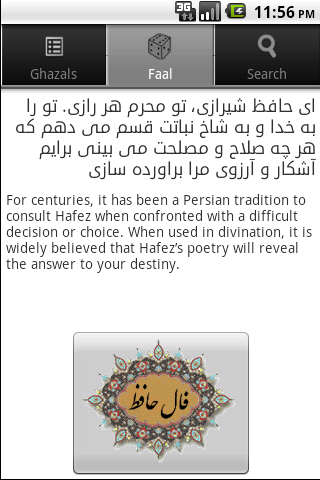 3G 11:56 PM
Ghazals Faal Search
ای حافظ شیرازی، تو محرم هر رازی. تو را
به خدا و به شاخ نباتت قسم می دهم که
هر چه صلاح و مصلحت می بینی برایم
آشکار و آرزوی مرا براورده سازی
For centuries, it has been a Persian tradition to
consult Hafez when confronted with a difficult
decision or choice. When used in divination, it is
widely believed that Hafez’s poetry will reveal
the answer to your destiny.
فال حافظ